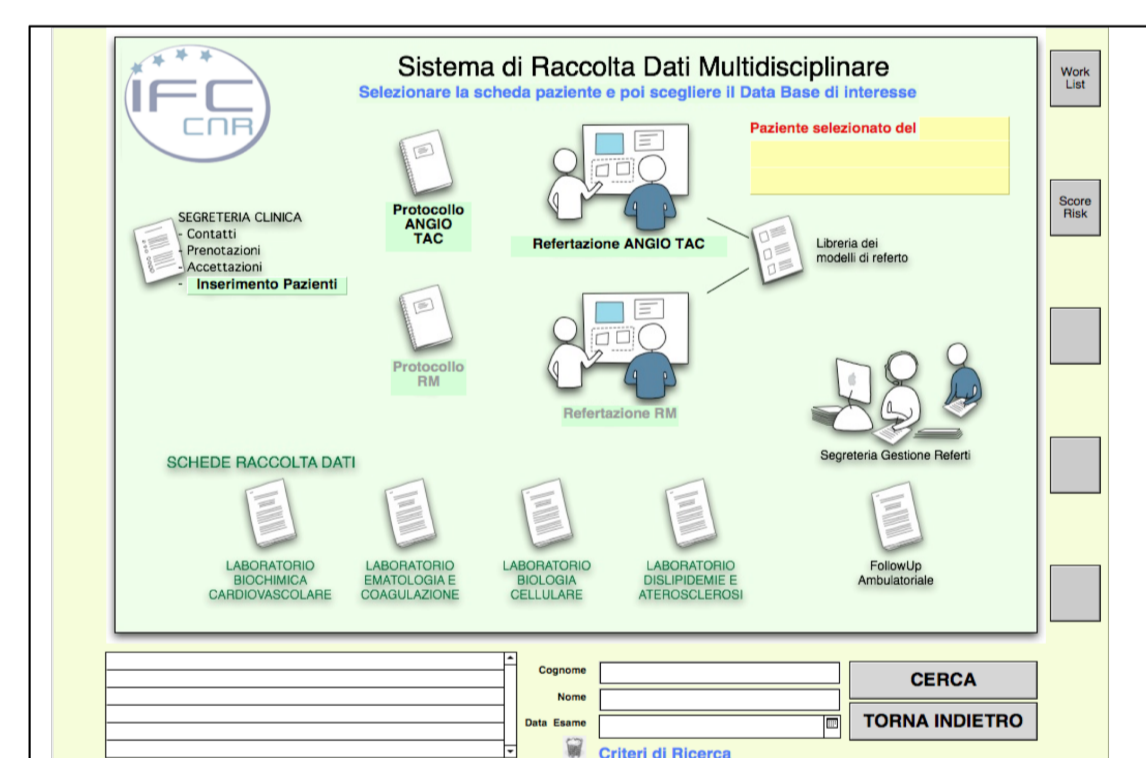 IFC
CNR
Sistema di Raccolta Dati Multidisciplinare
Selezionare la scheda paziente e poi scegliere il Data Base di interesse
Work
List
Paziente selezionato del
Protocollo
ANGIO
TAC
Refertazione ANGIO TAC
Score
Risk
SEGRETERIA CLINICA
- Contatti
- Prenotazioni
- Accettazioni
- Inserimento Pazienti
Libreria dei
modelli di referto
Protocollo
RM
Refertazione RM
Segreteria Gestione Referti
SCHEDE RACCOLTA DATI
LABORATORIO
BIOCHIMICA
CARDIOVASCOLARE
LABORATORIO
EMATOLOGIA E
COAGULAZIONE
LABORATORIO
BIOLOGIA
CELLULARE
LABORATORIO
DISLIPIDEMIE E
ATEROSCLEROSI
FollowUp
Ambulatoriale
Cognome
CERCA
Nome
Data Esame
TORNA INDIETRO
Criteri di Ricerca